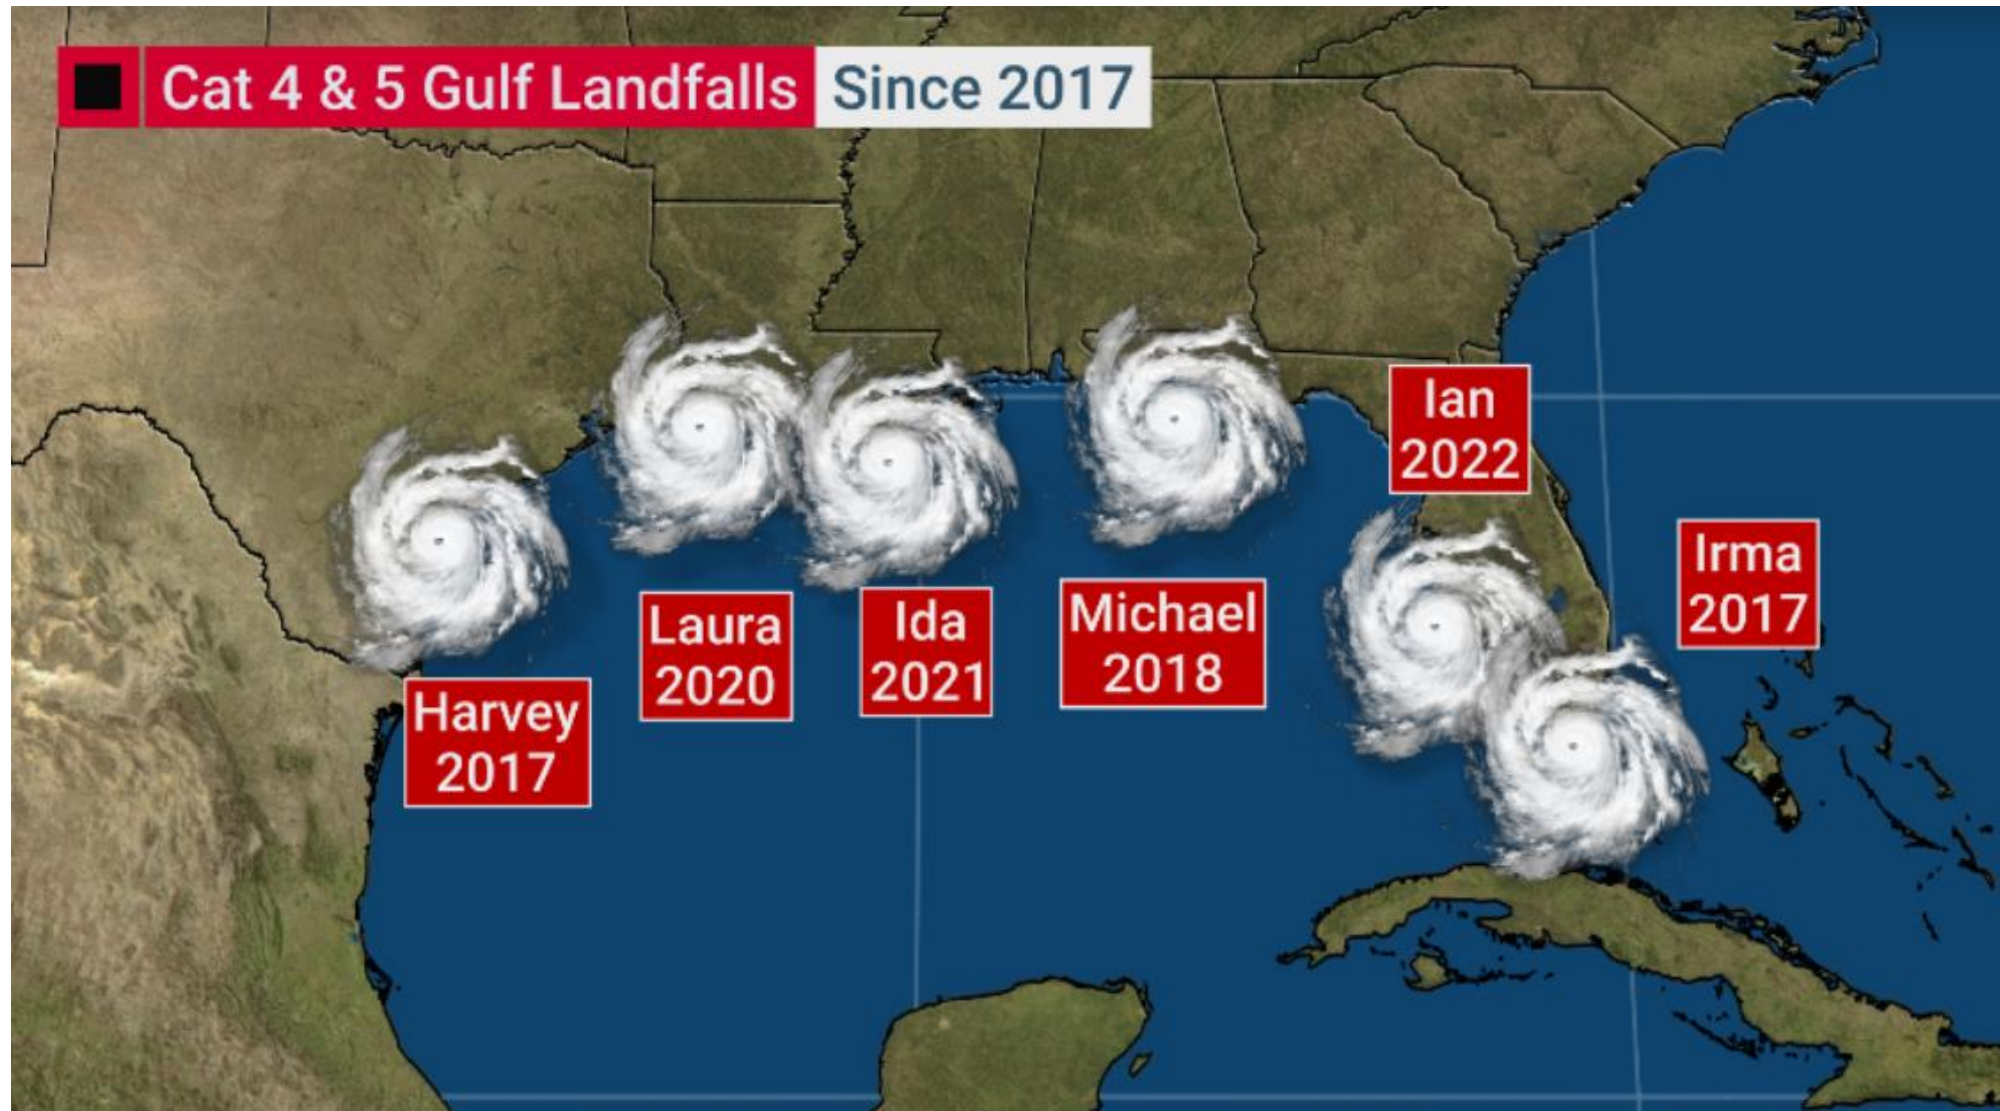 Cat 4 & 5 Gulf Landfalls Since 2017
Ian
2022
Irma
2017
Michael
2018
Laura
2020
Ida
2021
Harvey
2017